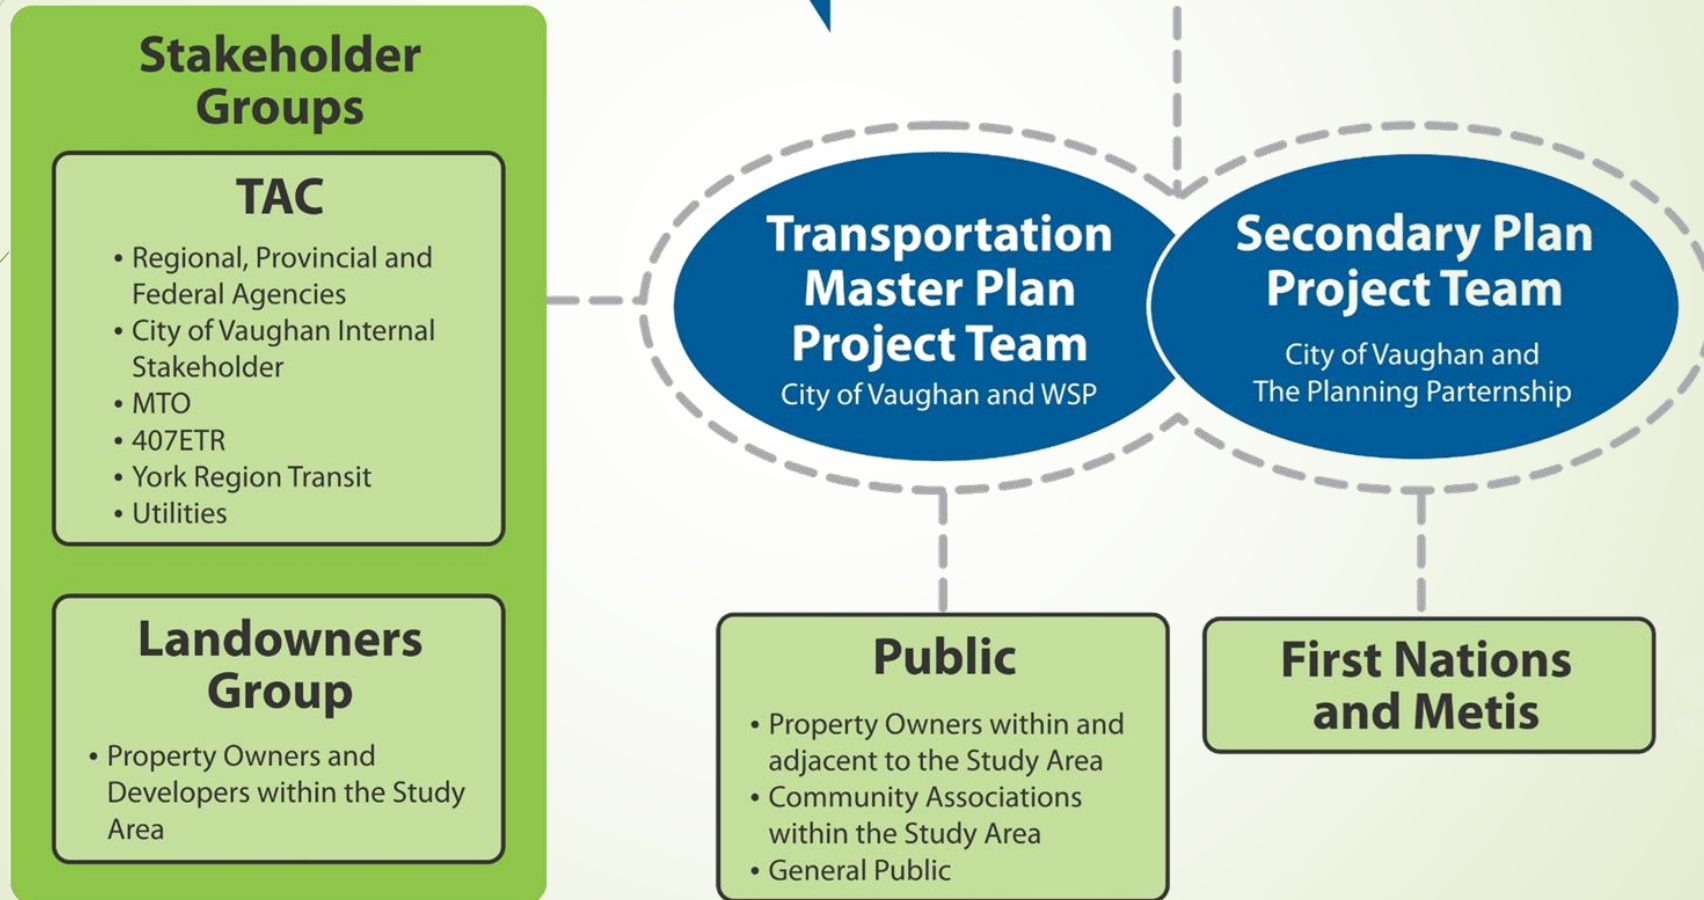 Stakeholder
Groups
TAC
• Regional, Provincial and
Federal Agencies
• City of Vaughan Internal
Stakeholder
• MTO
• 407ETR
• York Region Transit
• Utilities
Landowners
Group
• Property Owners and
Developers within the Study
Area
Transportation
Master Plan
Project Team
City of Vaughan and WSP
Secondary Plan
Project Team
City of Vaughan and
The Planning Parternship
Public
• Property Owners within and
adjacent to the Study Area
• Community Associations
within the Study Area
• General Public
First Nations
and Metis